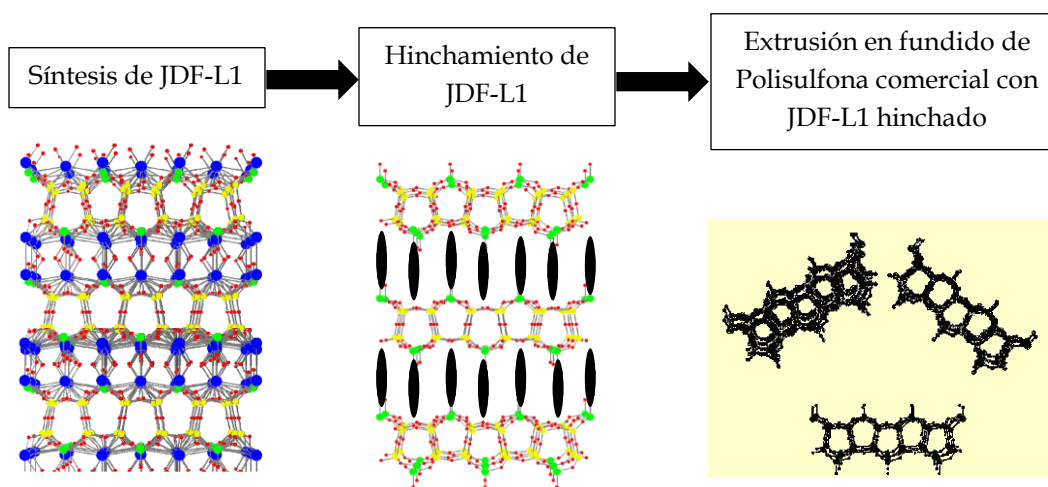 Síntesis de JDF-L1
Hinchamiento de
JDF-L1
Extrusión en fundido de
Polisulfona comercial con
JDF-L1 hinchado